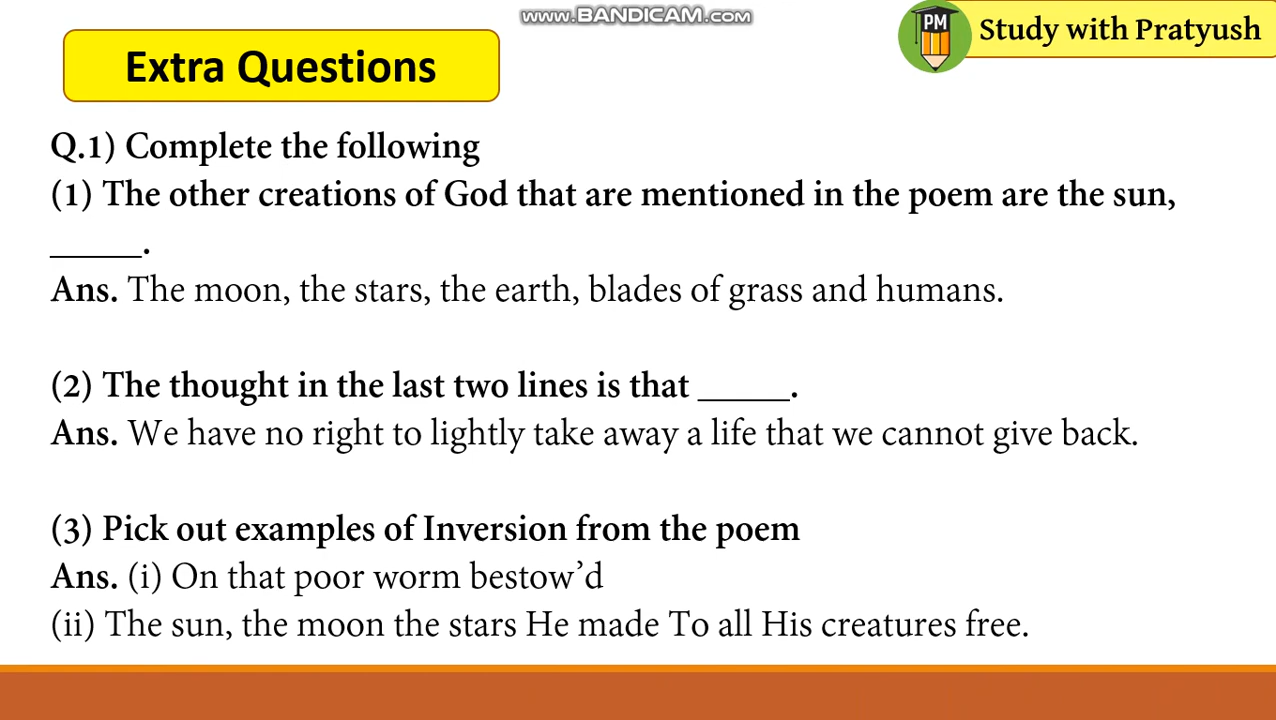 www.BANDICAM.com
PM
Study with Pratyush
Extra Questions
Q.1) Complete the following
(1) The other creations of God that are mentioned in the poem are the sun,
_____.
Ans. The moon, the stars, the earth, blades of grass and humans.
(2) The thought in the last two lines is that _____.
Ans. We have no right to lightly take away a life that we cannot give back.
(3) Pick out examples of Inversion from the poem
Ans. (i) On that poor worm bestow’d
(ii) The sun, the moon the stars He made To all His creatures free.